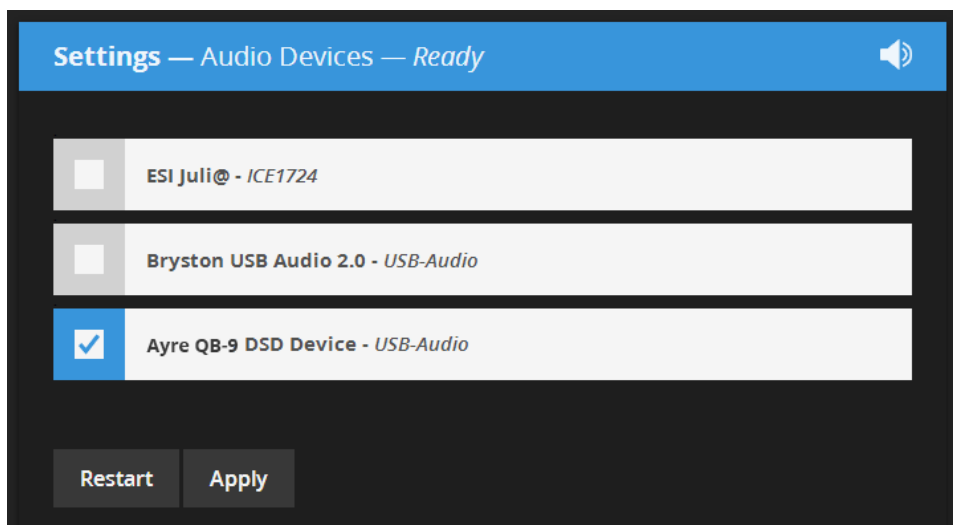 Settings — Audio Devices — Ready
ESI Juli@ - ICE1724
Bryston USB Audio 2.0 - USB-Audio
Ayre QB-9 DSD Device - USB-Audio
Restart Apply